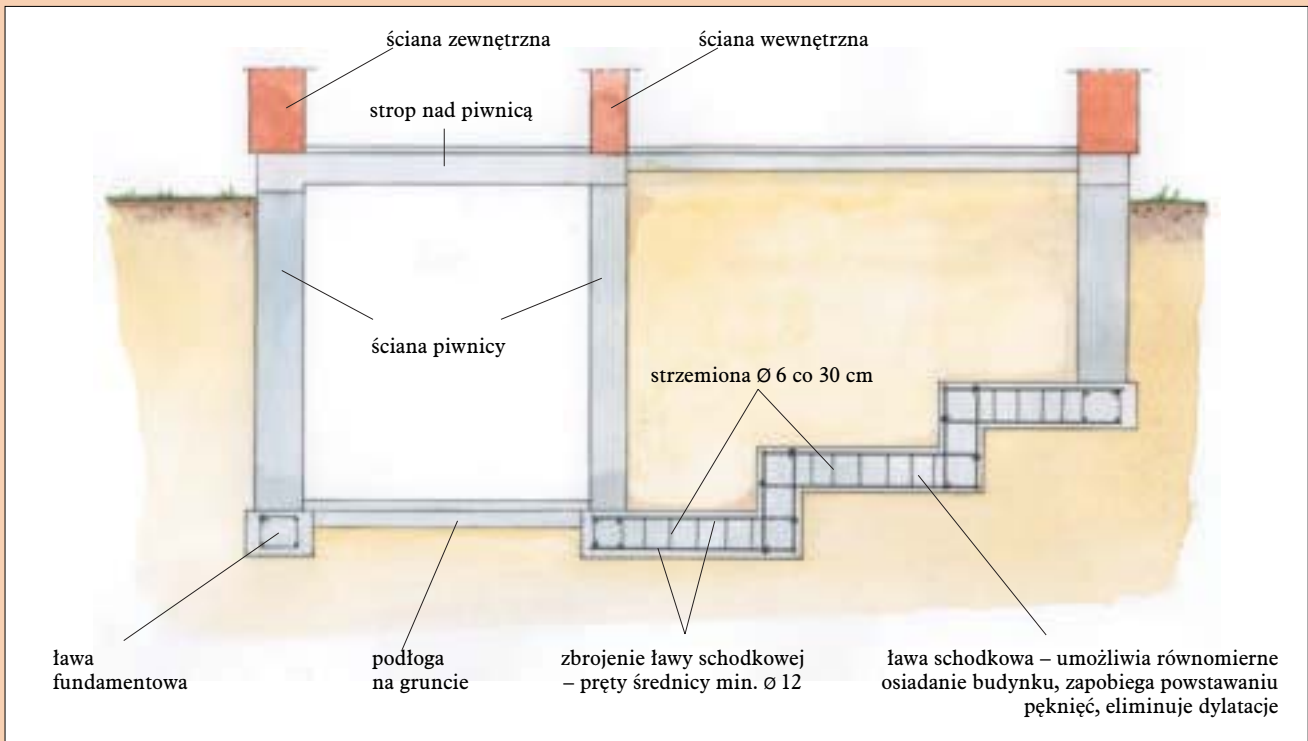 ściana zewnętrzna
ściana wewnętrzna
strop nad piwnicą
ściana piwnicy
strzemiona Ø 6 co 30 cm
ława
fundamentowa
podłoga
na gruncie
zbrojenie ławy schodkowej
– pręty średnicy min. Ø 12
ława schodkowa – umożliwia równomierne
osiadanie budynku, zapobiega powstawaniu
pęknięć, eliminuje dylatacje